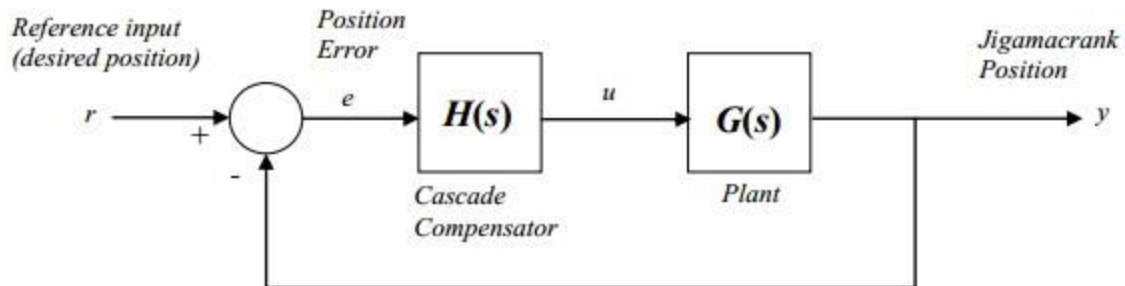 Reference input
(desired position)
Position
Error
Jigamacrank
Position
r
+
-
e
H(s)
u
G(s)
y
Cascade
Compensator
Plant